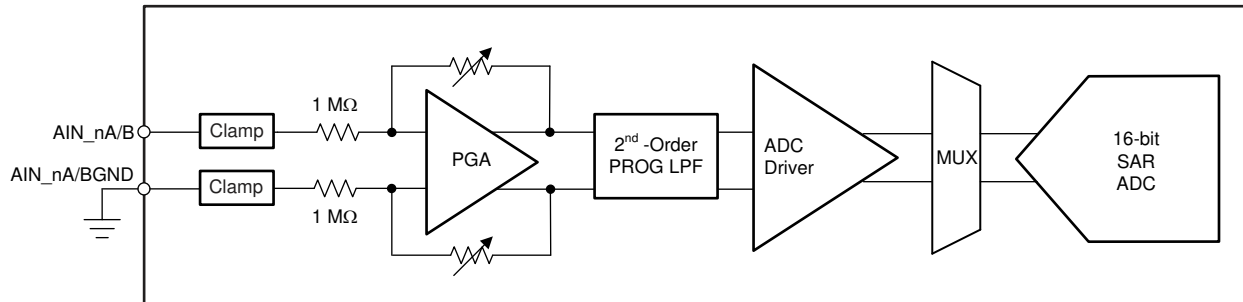 1 MΩ
AIN_nA/B
Clamp
AIN_nA/BGND
Clamp
1 MΩ
PGA
2nd -Order
PROG LPF
ADC
Driver
MUX
16-bit
SAR
ADC